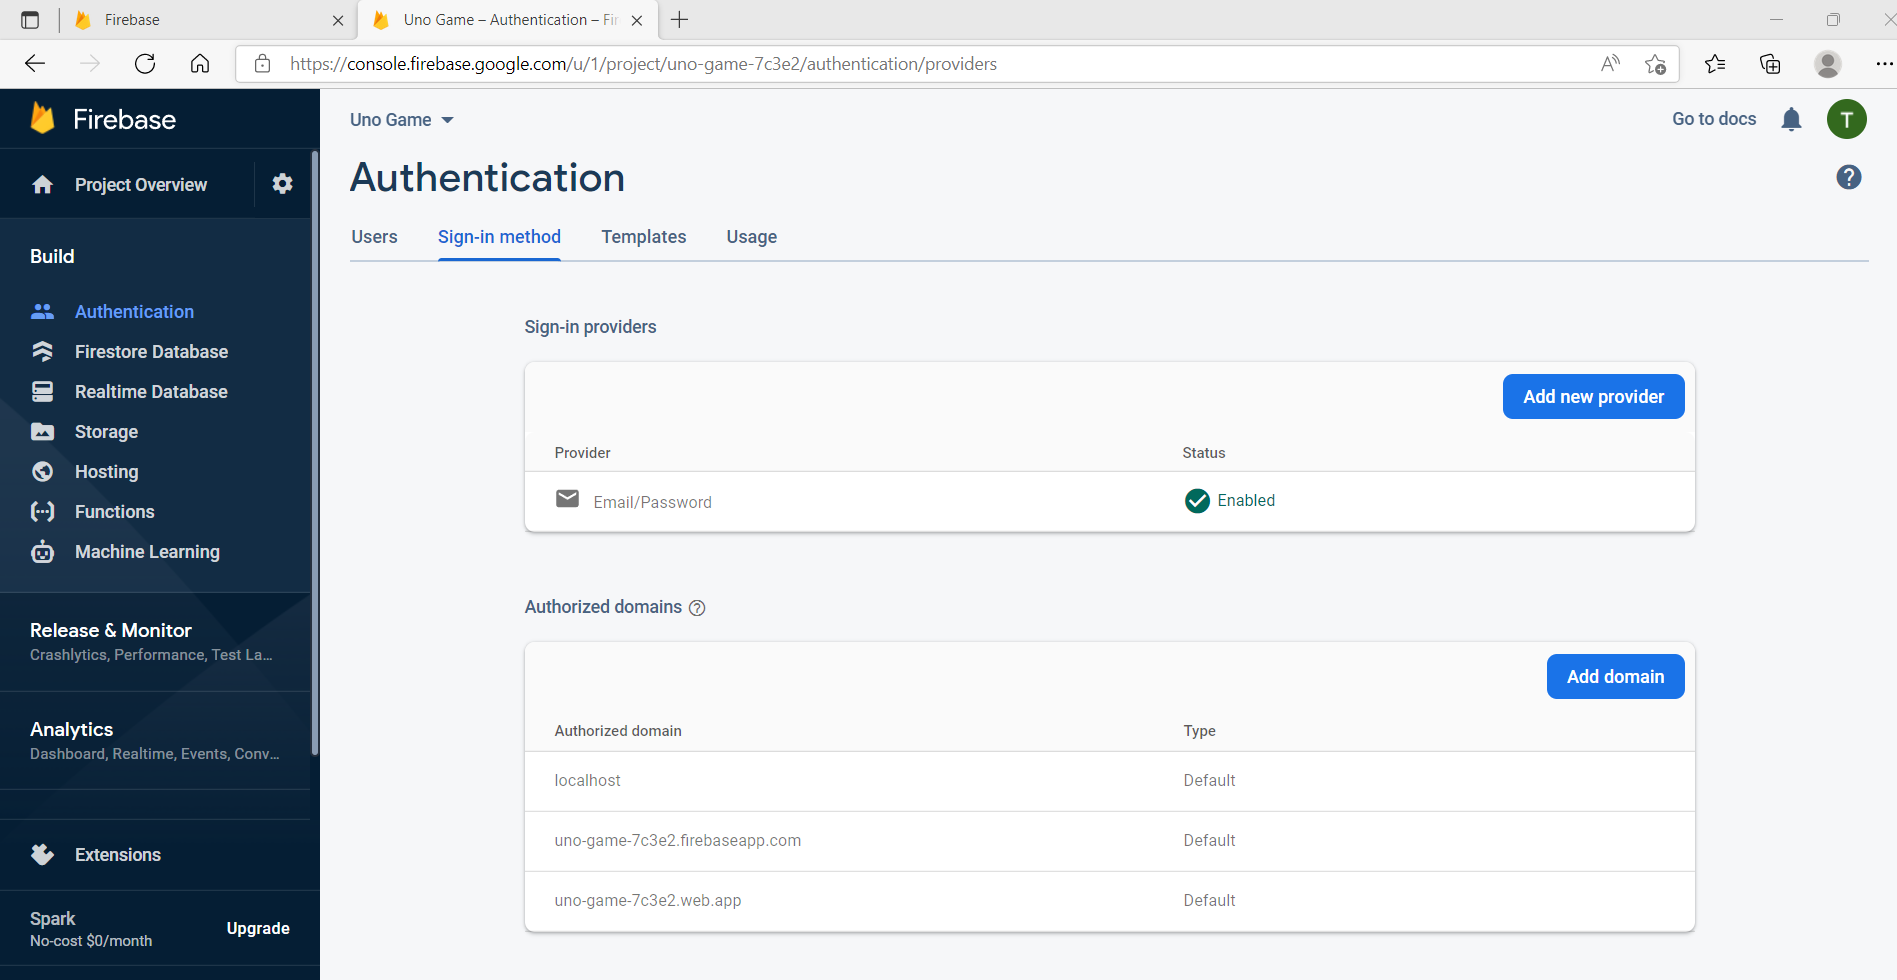 Firebase
Uno Game – Authentication – Fir
https://console.firebase.google.com/u/1/project/uno-game-7c3e2/authentication/providers
Firebase
Project Overview
Build
Authentication
Firestore Database
Realtime Database
Storage
Hosting
Functions
Machine Learning
Release & Monitor
Crashlytics, Performance, Test La...
Analytics
Dashboard, Realtime, Events, Conv...
Extensions
Spark
No-cost $0/month
Upgrade
Uno Game
Go to docs
T
Authentication
Users
Sign-in method
Templates
Usage
Sign-in providers
Add new provider
Provider
Status
Email/Password
Enabled
Authorized domains
Add domain
Authorized domain
Type
localhost
Default
uno-game-7c3e2.firebaseapp.com
Default
uno-game-7c3e2.web.app
Default